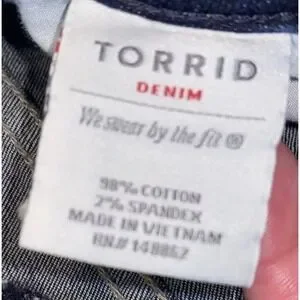 TORRID
DENIM
We swear by the fit ®
98% COTTON
2% SPANDEX
MADE IN VIETNAM
RN# 148862